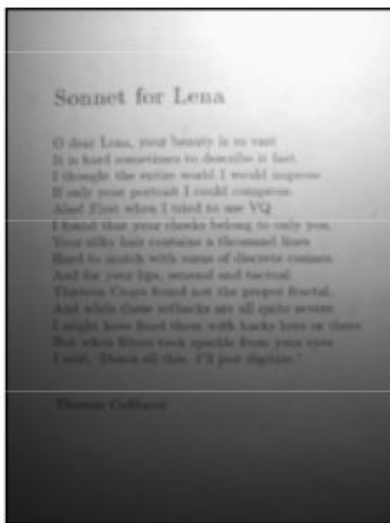 Sonnet for Lena
O dear Lena, your beauty is so vast
It is hard sometimes to describe it fast.
I thought the entire world I would impress
If only your portrait I could compress.
Alas! First when I tried to use VQ
I found that your cheeks belong to only you.
Your silky hair contains a thousand lines
Hard to match with sums of discrete cosines.
And for your lips, sensual and tactual
Thirteen Crays found not the proper fractal.
And while these setbacks are all quite severe
I might have fixed them with hacks here or there
But when filters took sparkle from your eyes
I said, 'Damn all this. I'll just digitize.'
Thomas Colthurst